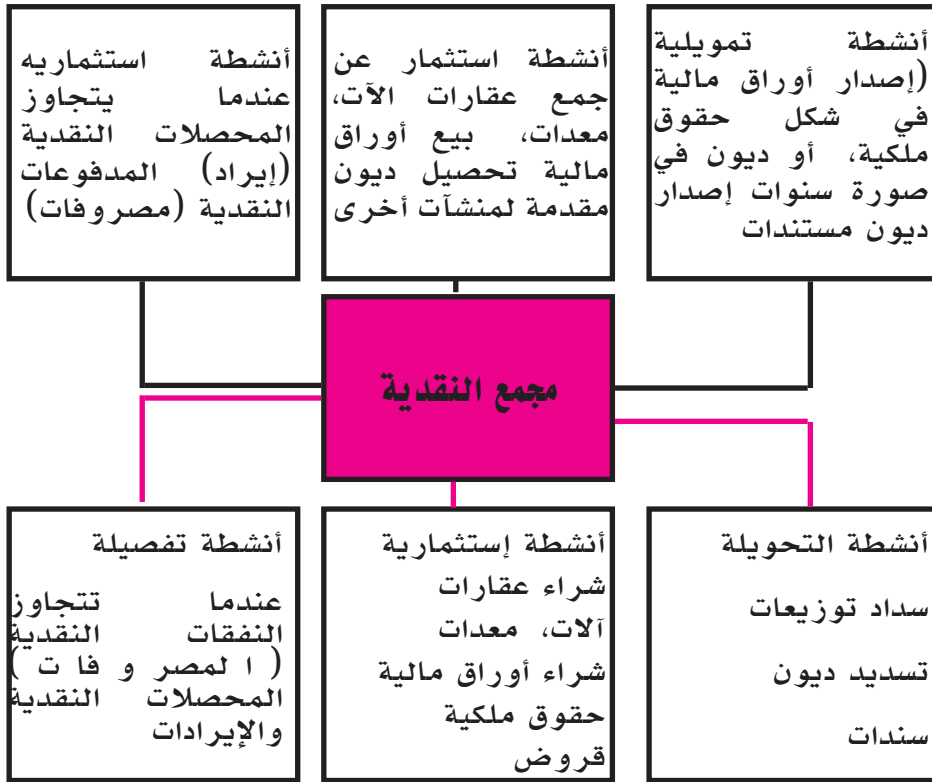 أنشطة تمويلية
(إصدار أوراق مالية
في شكل حقوق
ملكية، أو ديون في
صورة سنوات إصدار
ديون مستندات
أنشطة استثمار عن
جمع عقارات الآت،
معدات، بيع أوراق
مالية تحصيل ديون
مقدمة لمنشآت أخرى
أنشطة استثماريه
عندما يتجاوز
المحصلات النقدية
(إيراد) المدفوعات
النقدية (مصروفات)
مجمع النقدية
أنشطة التحويلة
سداد توزيعات
تسديد ديون
سندات
أنشطة إستثمارية
شراء عقارات
آلات، معدات
شراء أوراق مالية
حقوق ملكية
قروض
أنشطة تفصيلة
عندما تتجاوز
النفقات النقدية
(المصروفات)
المحصلات النقدية
والإيرادات